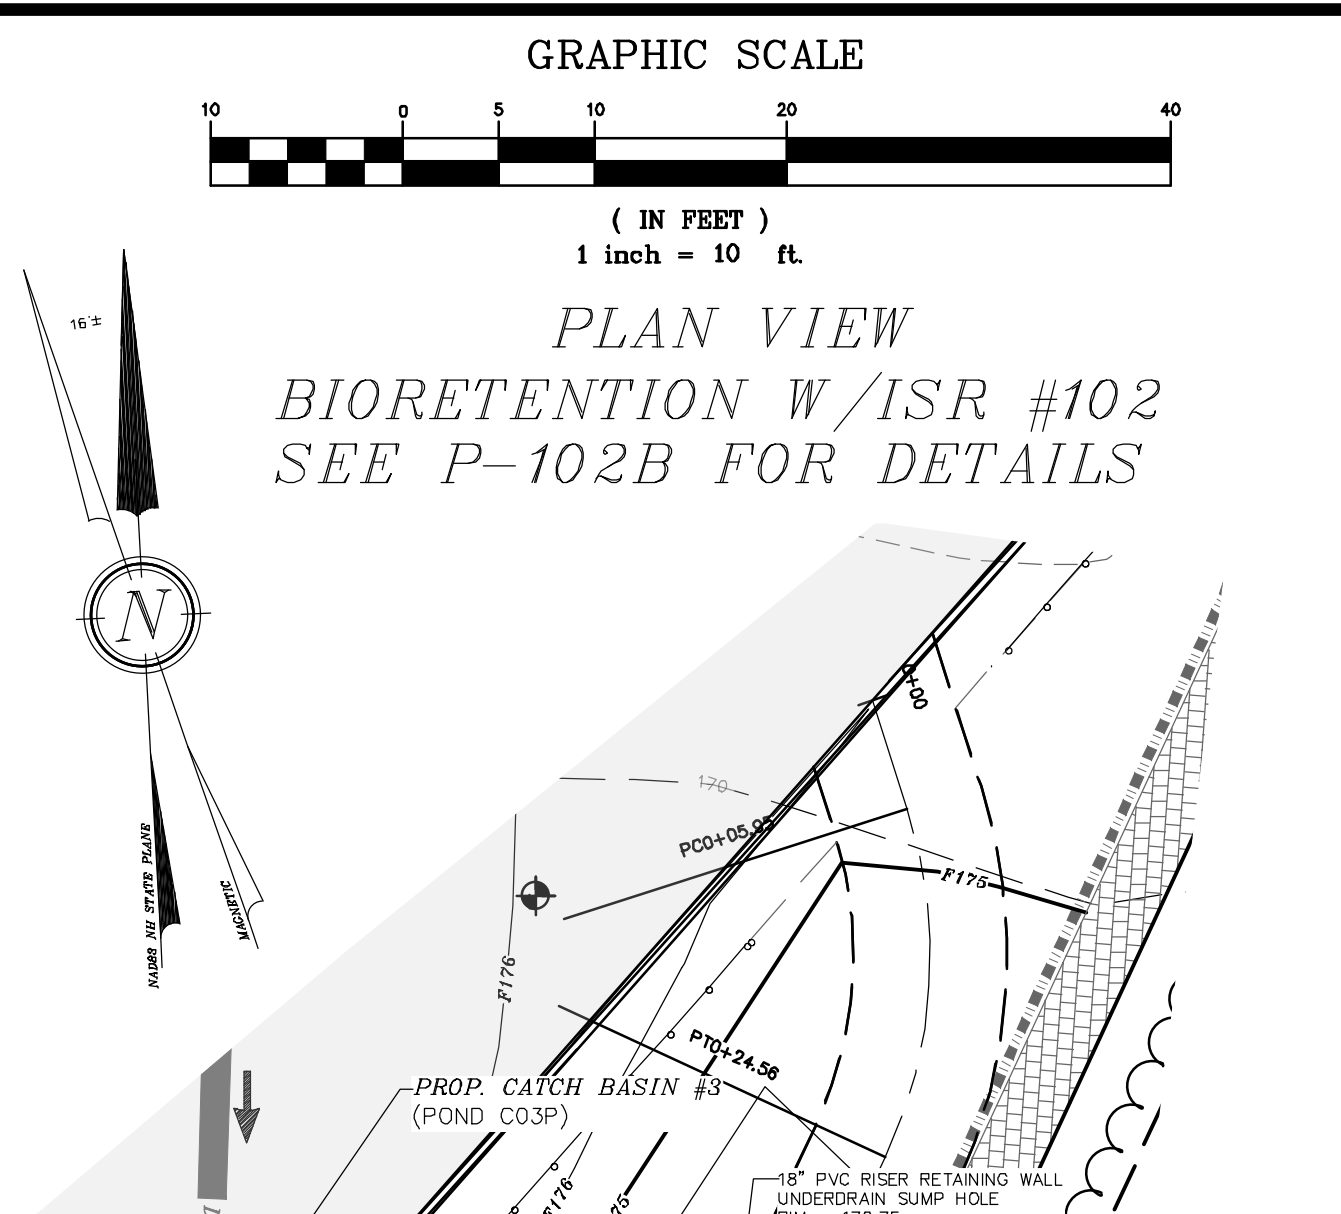 GRAPHIC SCALE
10 0 5 10 20 40
( IN FEET )
1 inch = 10 ft.
PLAN VIEW
BIORETENTION W/ISR #102
SEE P-102B FOR DETAILS
16.±
N
NAD83 NH STATE PLANE
MAGNETIC
0+00
170
PC0+05.95
F175
F176
PT0+24.56
PROP. CATCH BASIN #3
(POND C03P)
18" PVC RISER RETAINING WALL
UNDERDRAIN SUMP HOLE
F176
75